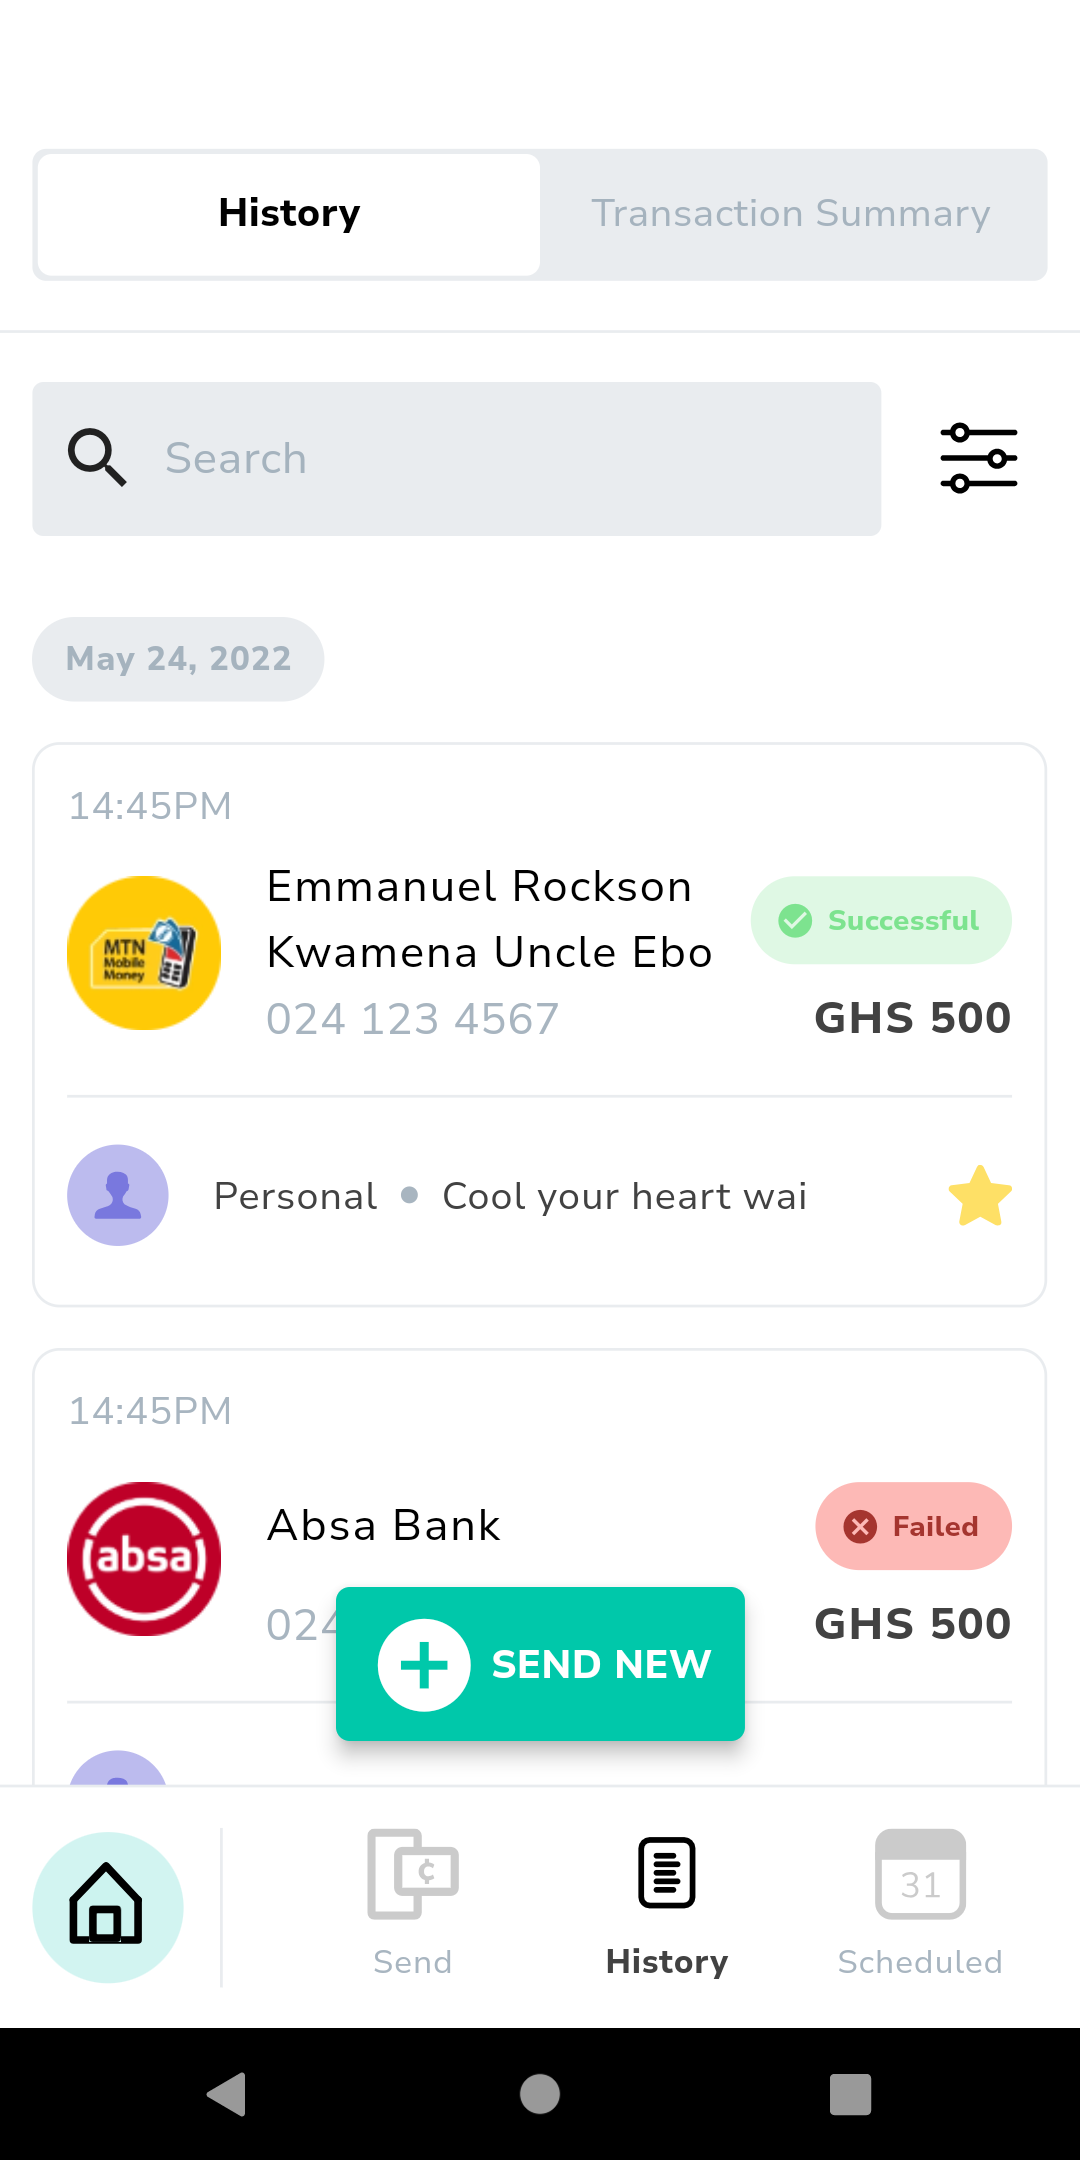 History
Transaction Summary
Search
May 24, 2022
14:45PM
MTN
Mobile
Money
Emmanuel Rockson
Kwamena Uncle Ebo
024 123 4567
Successful
GHS 500
Personal
Cool your heart wai
14:45PM
absa
Absa Bank
024
Failed
GHS 500
SEND NEW
¢
31
Send
History
Scheduled